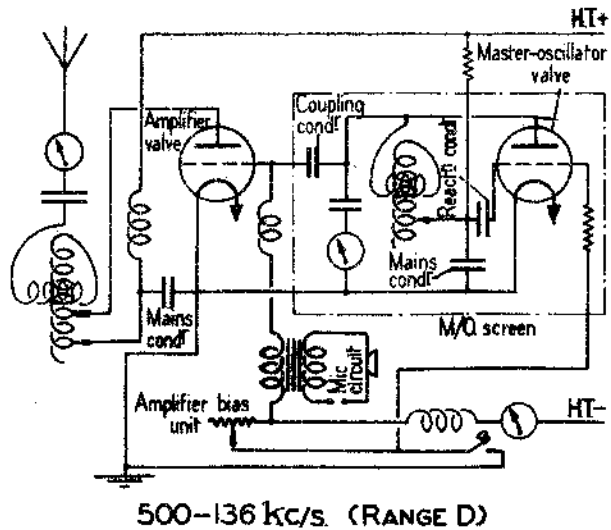 H.T+
Master-oscillator
valve
Coupling
condr
Amplifier
valve
Reactn condr
Mains
condr
Mains
condr
M/O screen
Mic
circuit
Amplifier bias
unit
HT-
500-136 kc/s. (RANGE D)